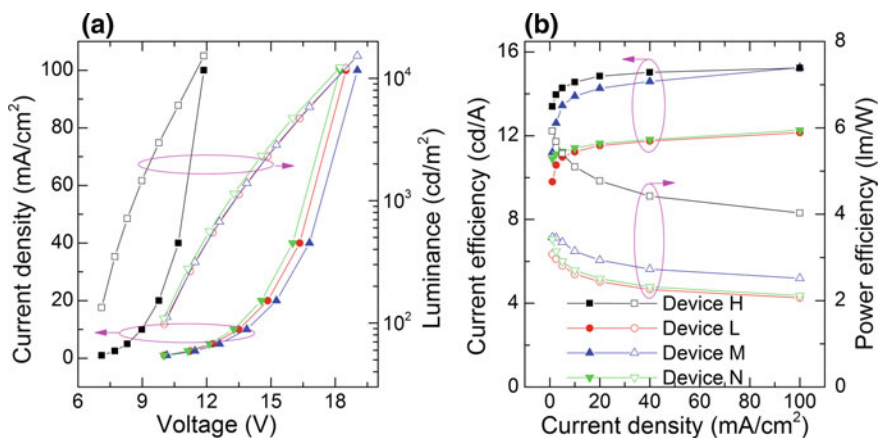 (a)
100
80
60
40
20
0
Current density (mA/cm²)
6 9 12 15 18
Voltage (V)
10⁴
10³
10²
Luminance (cd/m²)
(b)
16
12
8
4
0
Current efficiency (cd/A)
0 20 40 60 80 100
Current density (mA/cm²)
8
6
4
2
0
Power efficiency (lm/W)
Device H
Device L
Device M
Device N